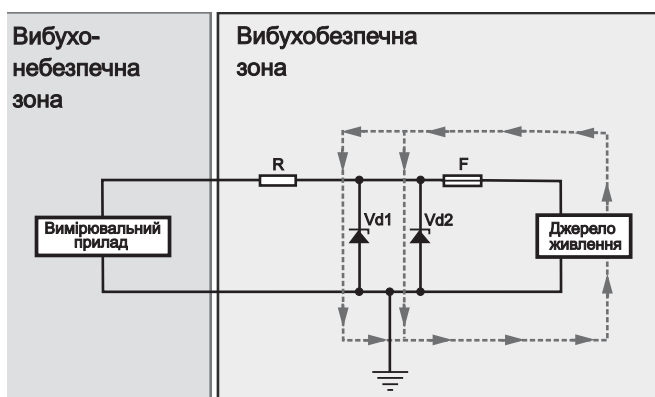 Вибухо-
небезпечна
зона
Вибухобезпечна
зона
R
F
Vd1
Vd2
Вимірювальний
прилад
Джерело
живлення